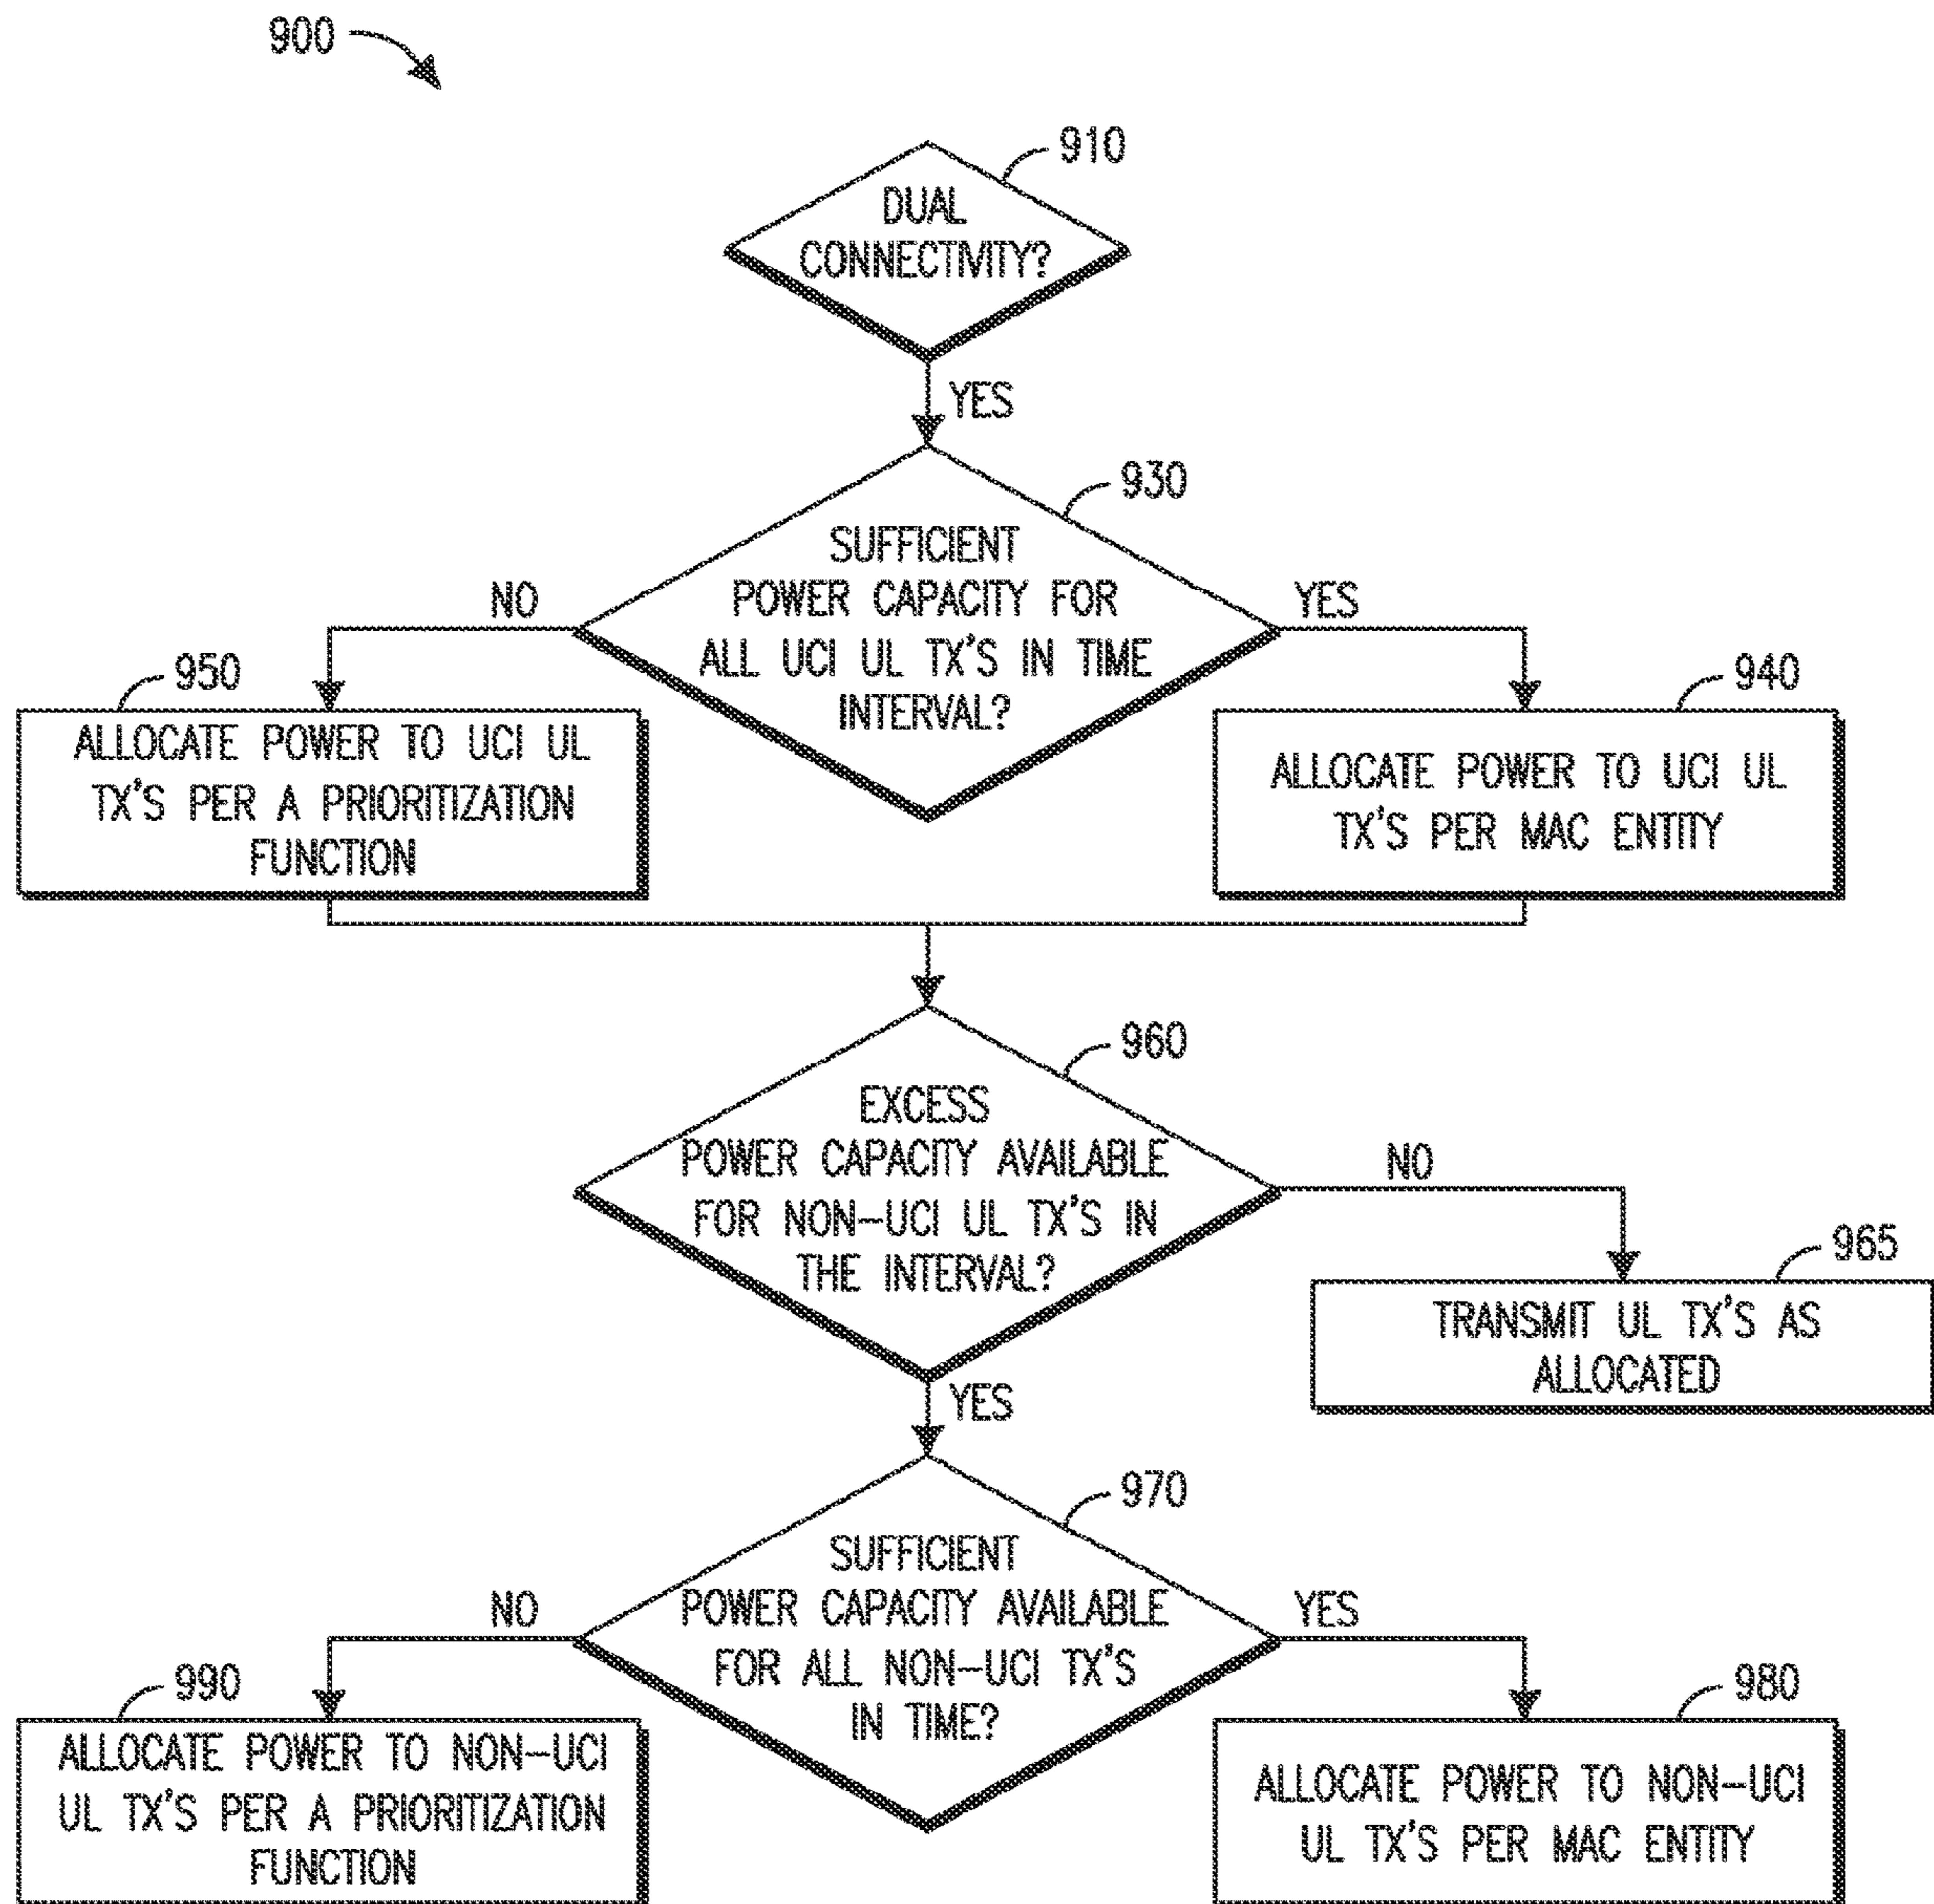 900
910
DUAL
CONNECTIVITY?
YES
930
SUFFICIENT
POWER CAPACITY FOR
ALL UCI UL TX'S IN TIME
INTERVAL?
NO
YES
950
ALLOCATE POWER TO UCI UL
TX'S PER A PRIORITIZATION
FUNCTION
940
ALLOCATE POWER TO UCI UL
TX'S PER MAC ENTITY
960
EXCESS
POWER CAPACITY AVAILABLE
FOR NON-UCI UL TX'S IN
THE INTERVAL?
NO
965
TRANSMIT UL TX'S AS
ALLOCATED
YES
970
SUFFICIENT
POWER CAPACITY AVAILABLE
FOR ALL NON-UCI TX'S
IN TIME?
NO
YES
990
ALLOCATE POWER TO NON-UCI
UL TX'S PER A PRIORITIZATION
FUNCTION
980
ALLOCATE POWER TO NON-UCI
UL TX'S PER MAC ENTITY